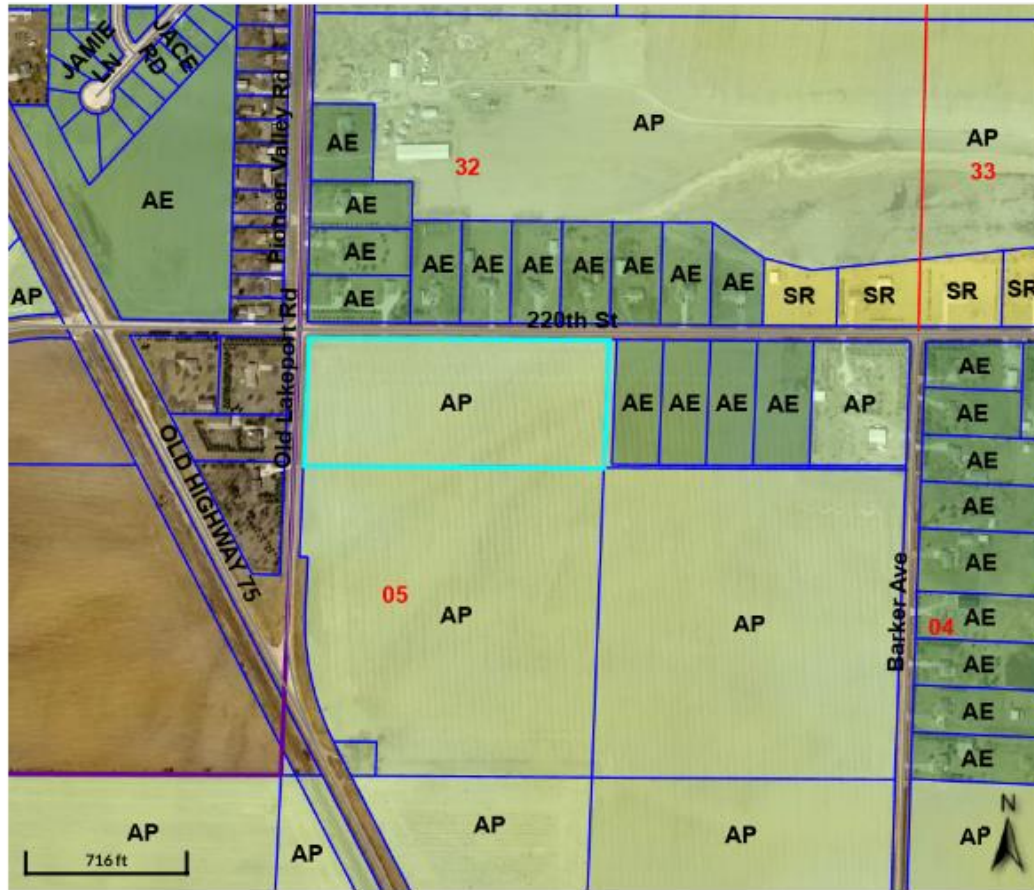 JAMIE
LN
JACE
RD
Pioneer Valley Rd
AP
AP
AE
32
33
AE
AE
AE
AE
AE
AE
AE
AE
AE
AE
AE
AE
AP
SR
SR
SR
SR
220th St
Old Lakeport Rd
AP
AE
AE
AE
AE
AP
AE
AE
AE
AE
OLD HIGHWAY 75
05
AP
AP
Barker Ave
AE
04
AE
AE
AE
AE
AP
AP
AP
AP
AP
N
716 ft